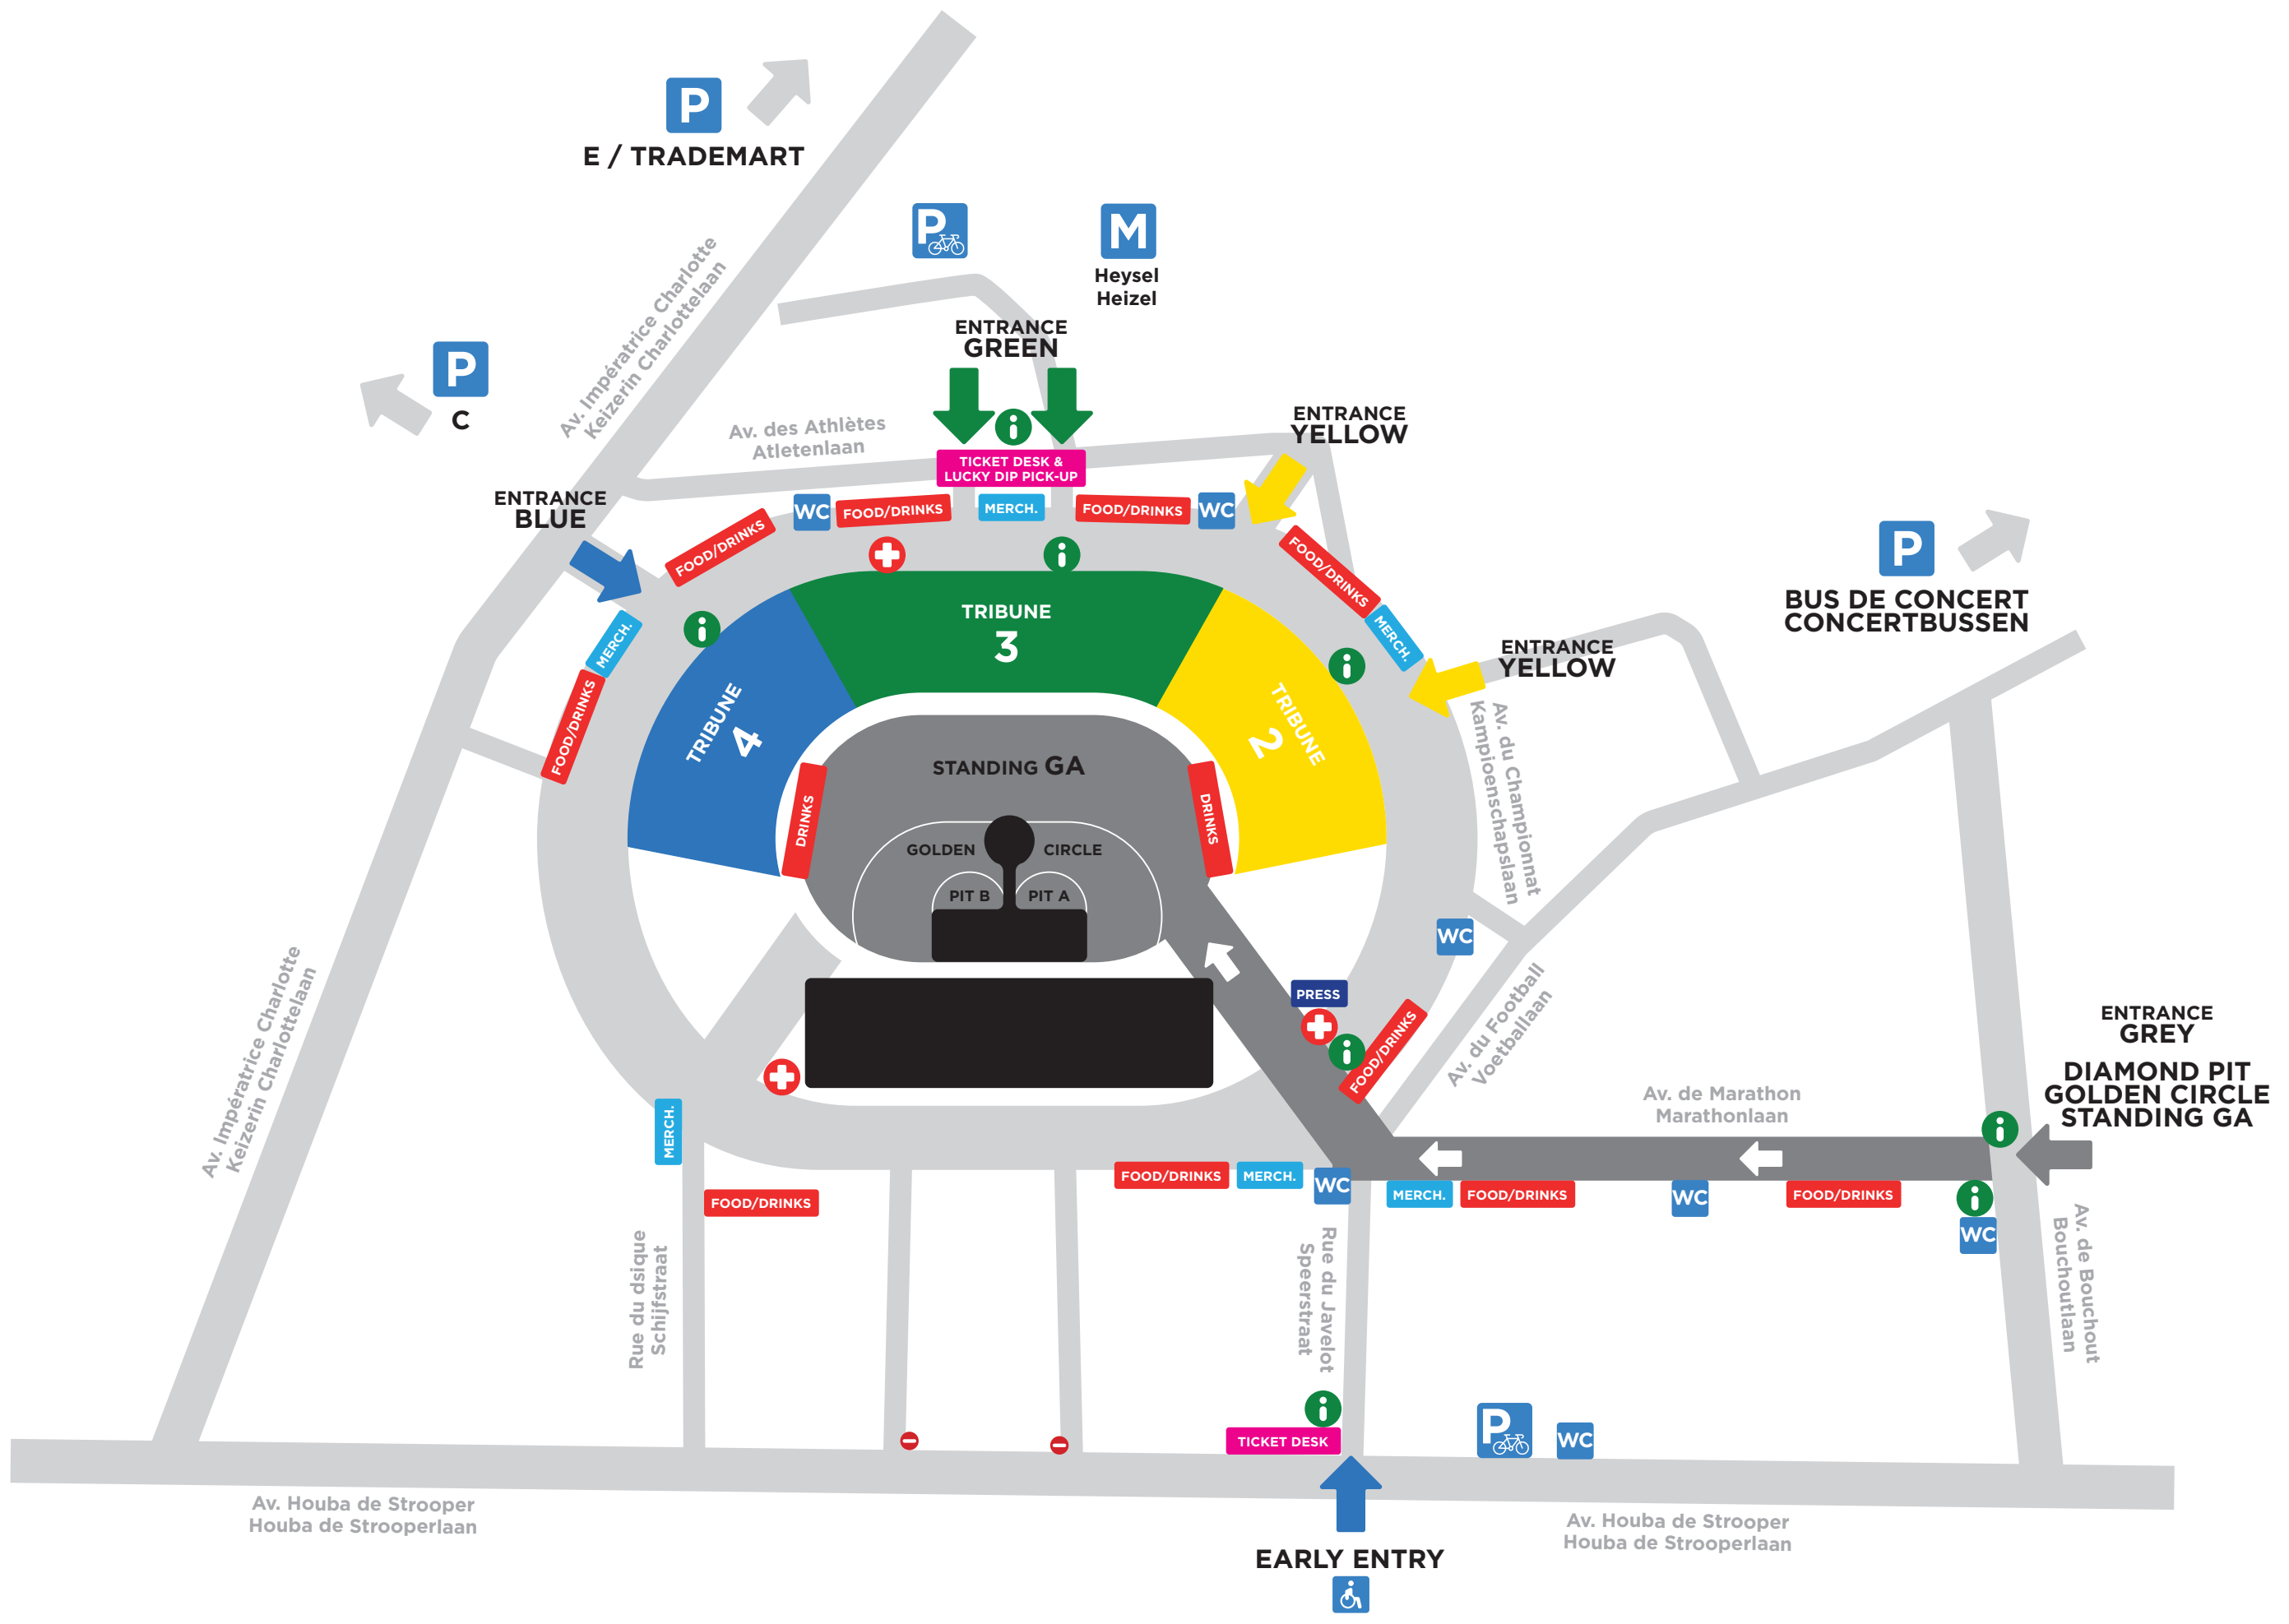 P
E / TRADEMART
P
M
Heysel
Heizel
Av. Impératrice Charlotte
Keizerin Charlottelaan
ENTRANCE
GREEN
P
C
Av. des Athlètes
Atletenlaan
ENTRANCE
YELLOW
TICKET DESK &
LUCKY DIP PICK-UP
ENTRANCE
BLUE
WC
FOOD/DRINKS
MERCH.
FOOD/DRINKS
WC
FOOD/DRINKS
FOOD/DRINKS
P
BUS DE CONCERT
CONCERTBUSSEN
MERCH.
MERCH.
TRIBUNE
3
ENTRANCE
YELLOW
FOOD/DRINKS
TRIBUNE
4
TRIBUNE
2
Av. du Championnat
Kampioenschapslaan
STANDING GA
DRINKS
DRINKS
GOLDEN CIRCLE
PIT B
PIT A
WC
PRESS
FOOD/DRINKS
Av. du Football
Voetballaan
ENTRANCE
GREY
DIAMOND PIT
GOLDEN CIRCLE
STANDING GA
Av. Impératrice Charlotte
Keizerin Charlottelaan
Av. de Marathon
Marathonlaan
MERCH.
FOOD/DRINKS
FOOD/DRINKS
MERCH.
WC
MERCH.
FOOD/DRINKS
WC
FOOD/DRINKS
WC
Rue du dsique
Schijfstraat
Rue du Javelot
Speerstraat
Av. de Bouchout
Bouchoutlaan
TICKET DESK
P
WC
Av. Houba de Strooper
Houba de Strooperlaan
Av. Houba de Strooper
Houba de Strooperlaan
EARLY ENTRY